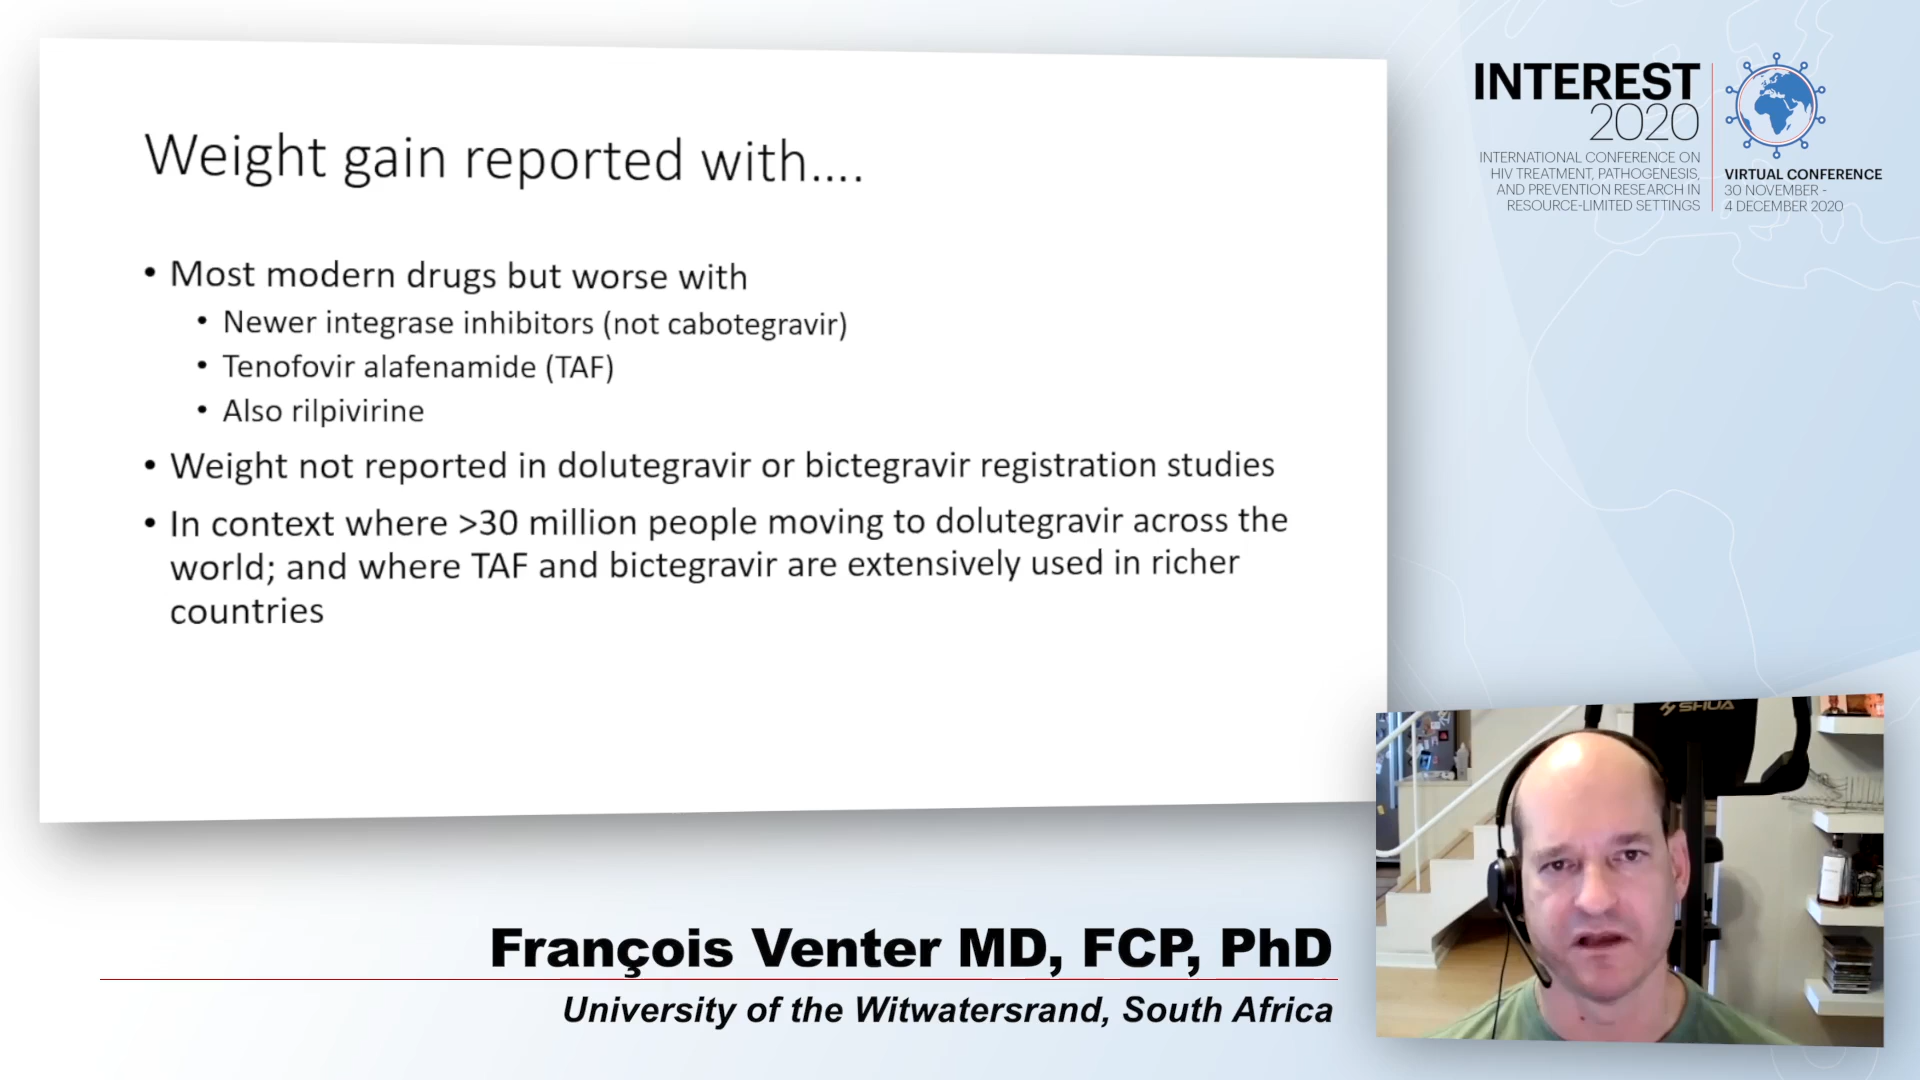 Weight gain reported with....
• Most modern drugs but worse with
• Newer integrase inhibitors (not cabotegravir)
• Tenofovir alafenamide (TAF)
• Also rilpivirine
• Weight not reported in dolutegravir or bictegravir registration studies
• In context where >30 million people moving to dolutegravir across the
world; and where TAF and bictegravir are extensively used in richer
countries
INTEREST
2020
INTERNATIONAL CONFERENCE ON
HIV TREATMENT, PATHOGENESIS,
AND PREVENTION RESEARCH IN
RESOURCE-LIMITED SETTINGS
VIRTUAL CONFERENCE
30 NOVEMBER -
4 DECEMBER 2020
SHUA
François Venter MD, FCP, PhD
University of the Witwatersrand, South Africa